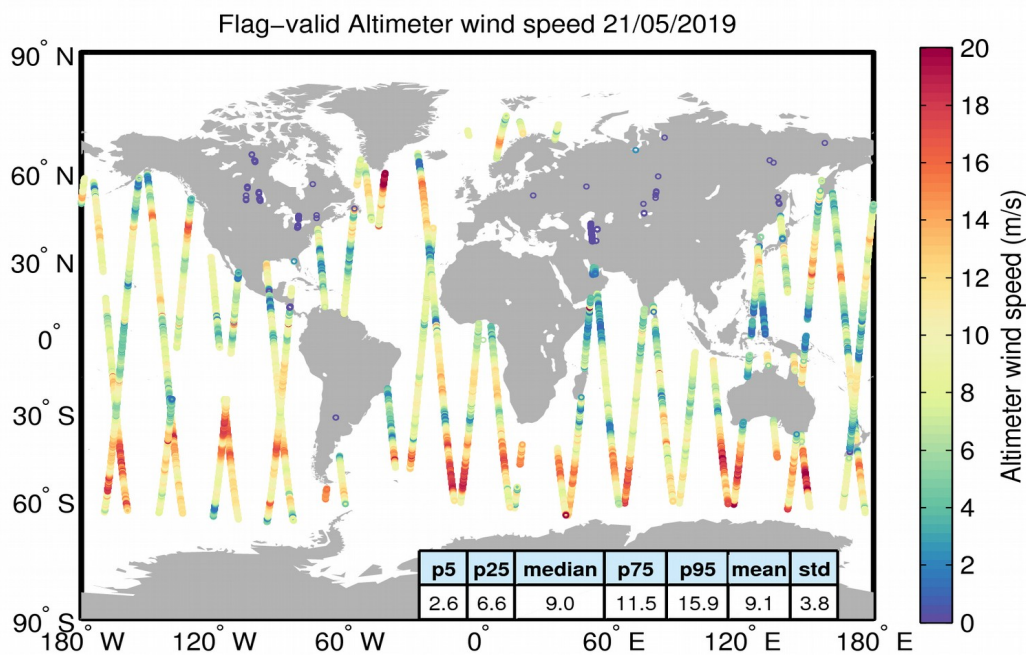 Flag−valid Altimeter wind speed 21/05/2019
90° N
60° N
30° N
0°
30° S
60° S
90° S
180° W
120° W
60° W
0°
60° E
120° E
180° E
20
18
16
14
12
10
8
6
4
2
0
Altimeter wind speed (m/s)
p5 p25 median p75 p95 mean std
2.6 6.6 9.0 11.5 15.9 9.1 3.8